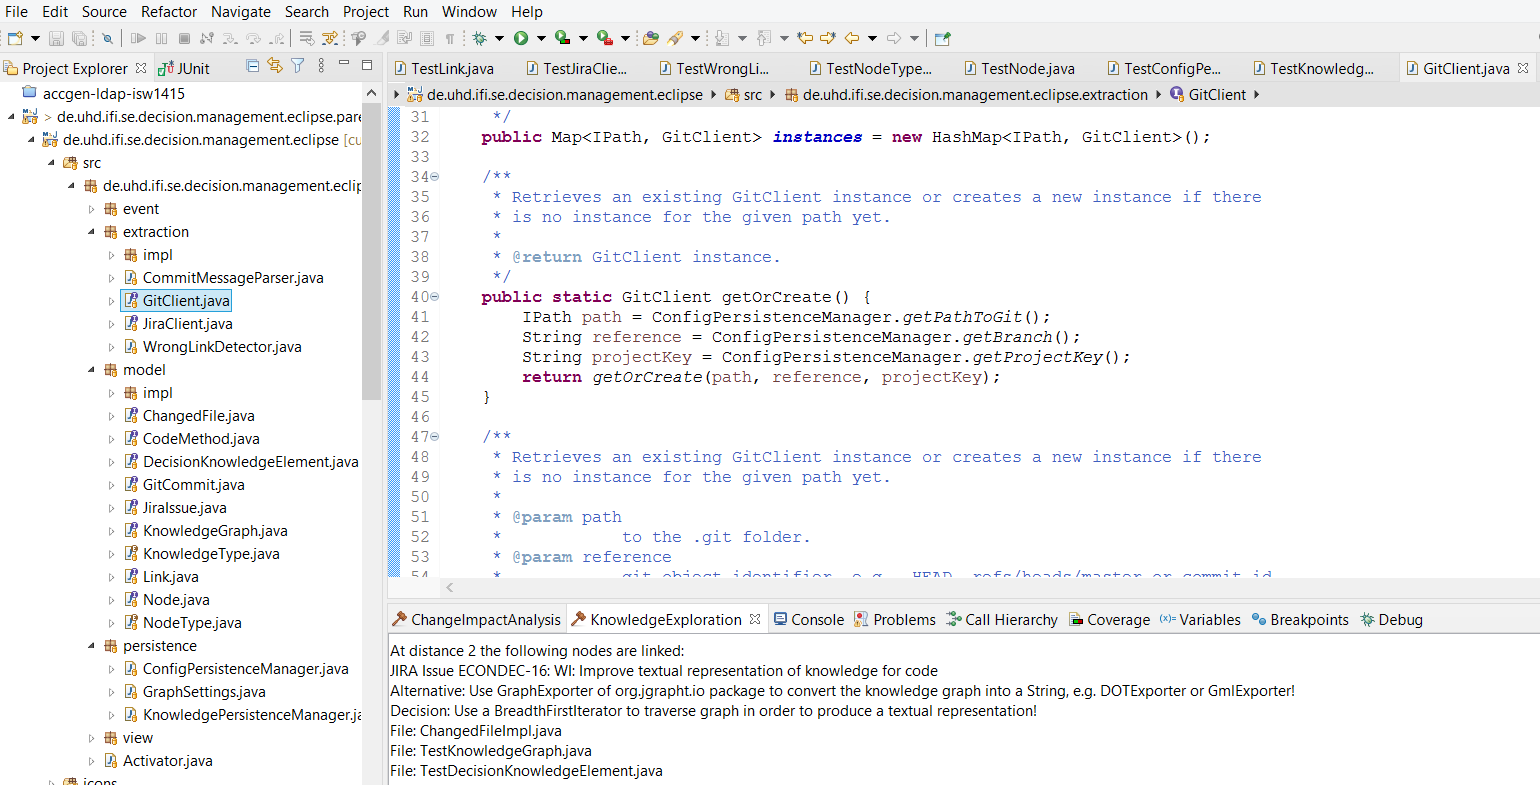 File Edit Source Refactor Navigate Search Project Run Window Help
Project Explorer JUnit
accgen-ldap-isw1415
> de.uhd.ifi.se.decision.management.eclipse.pare
de.uhd.ifi.se.decision.management.eclipse [cu
src
de.uhd.ifi.se.decision.management.eclip
event
extraction
impl
CommitMessageParser.java
GitClient.java
JiraClient.java
WrongLinkDetector.java
model
impl
ChangedFile.java
CodeMethod.java
DecisionKnowledgeElement.java
GitCommit.java
JiraIssue.java
KnowledgeGraph.java
KnowledgeType.java
Link.java
Node.java
NodeType.java
persistence
ConfigPersistenceManager.java
GraphSettings.java
KnowledgePersistenceManager.ja
view
Activator.java
icons
TestLink.java TestJiraClie... TestWrongLi... TestNodeType... TestNode.java TestConfigPe... TestKnowledg... GitClient.java
de.uhd.ifi.se.decision.management.eclipse src de.uhd.ifi.se.decision.management.eclipse.extraction GitClient
31 */
32 public Map<IPath, GitClient> instances = new HashMap<IPath, GitClient>();
33
34 /**
35 * Retrieves an existing GitClient instance or creates a new instance if there
36 * is no instance for the given path yet.
37 *
38 * @return GitClient instance.
39 */
40 public static GitClient getOrCreate() {
41 IPath path = ConfigPersistenceManager.getPathToGit();
42 String reference = ConfigPersistenceManager.getBranch();
43 String projectKey = ConfigPersistenceManager.getProjectKey();
44 return getOrCreate(path, reference, projectKey);
45 }
46
47 /**
48 * Retrieves an existing GitClient instance or creates a new instance if there
49 * is no instance for the given path yet.
50 *
51 * @param path
52 * to the .git folder.
53 * @param reference
54 * git object identifier, e.g., HEAD, refs/heads/master or commit id
ChangeImpactAnalysis KnowledgeExploration Console Problems Call Hierarchy Coverage (x)= Variables Breakpoints Debug
At distance 2 the following nodes are linked:
JIRA Issue ECONDEC-16: WI: Improve textual representation of knowledge for code
Alternative: Use GraphExporter of org.jgrapht.io package to convert the knowledge graph into a String, e.g. DOTExporter or GmlExporter!
Decision: Use a BreadthFirstIterator to traverse graph in order to produce a textual representation!
File: ChangedFileImpl.java
File: TestKnowledgeGraph.java
File: TestDecisionKnowledgeElement.java